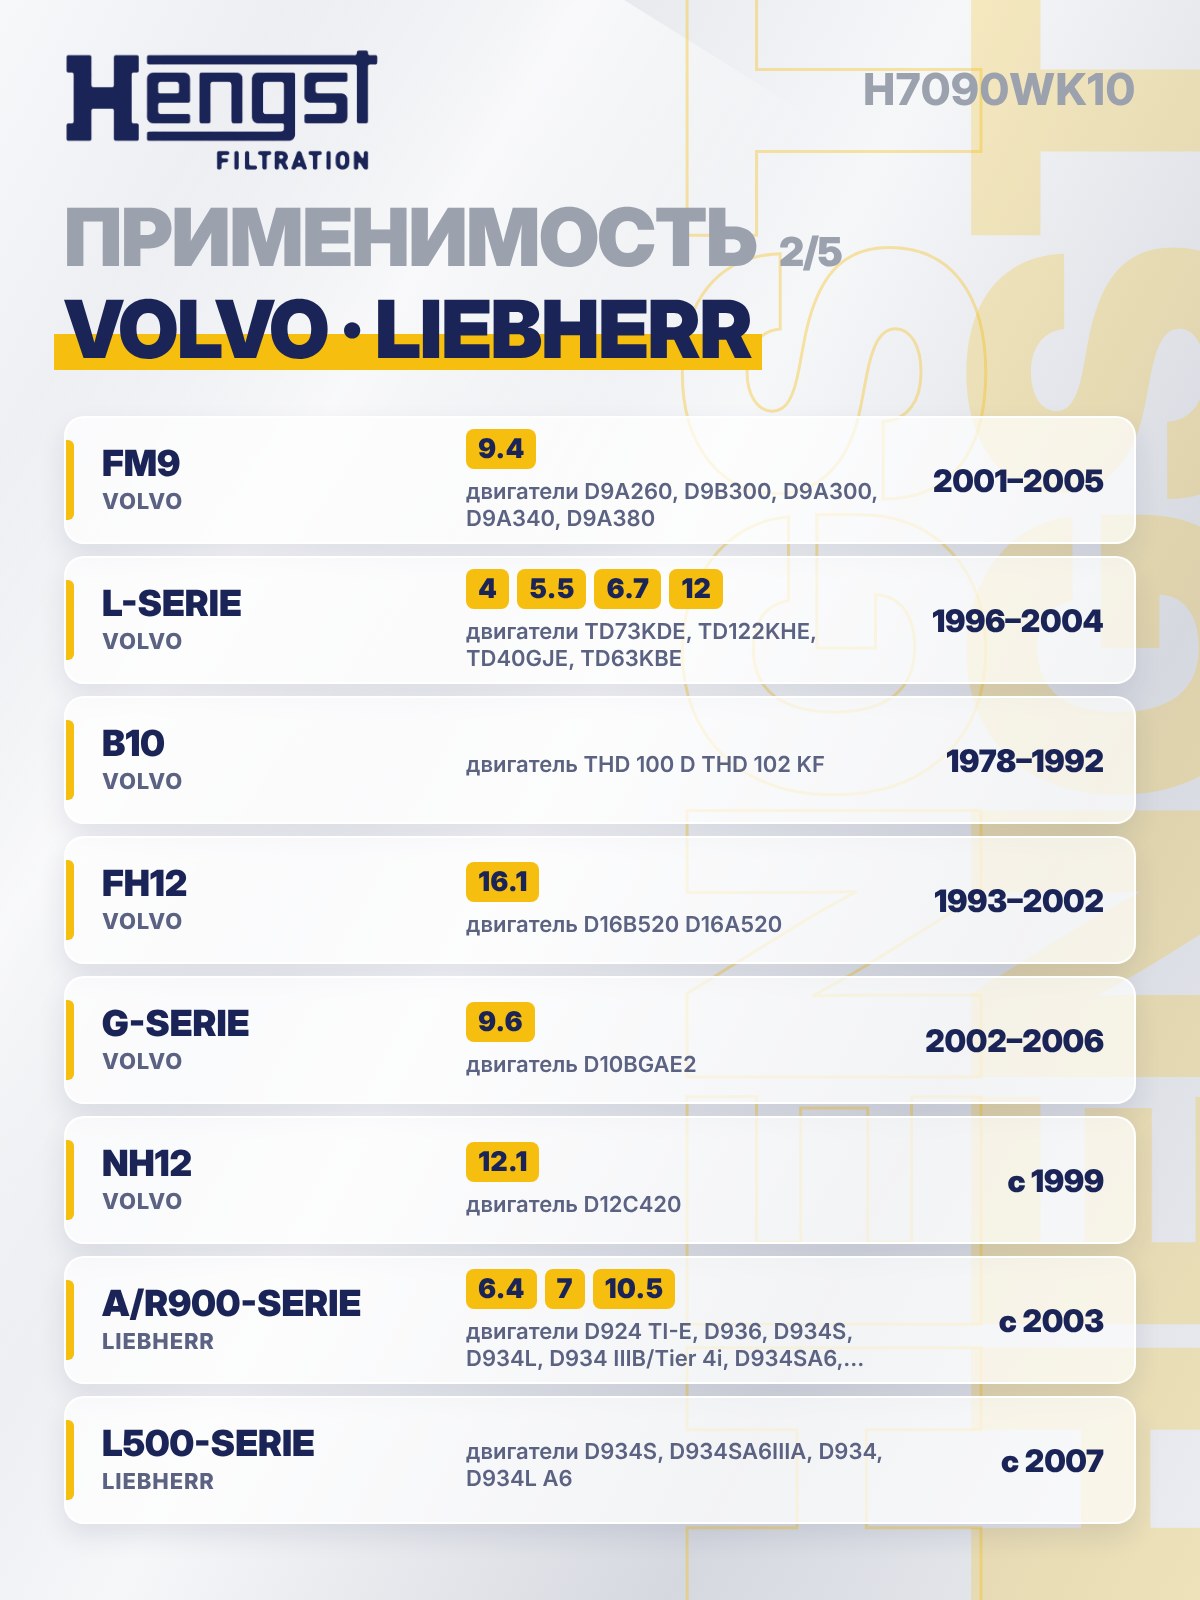 Hengst
FILTRATION
H7090WK10
ПРИМЕНИМОСТЬ 2/5
VOLVO · LIEBHERR
FM9
VOLVO
9.4
двигатели D9A260, D9B300, D9A300,
D9A340, D9A380
2001–2005
L-SERIE
VOLVO
4 5.5 6.7 12
двигатели TD73KDE, TD122KHE,
TD40GJE, TD63KBE
1996–2004
B10
VOLVO
двигатель THD 100 D THD 102 KF
1978–1992
FH12
VOLVO
16.1
двигатель D16B520 D16A520
1993–2002
G-SERIE
VOLVO
9.6
двигатель D10BGAE2
2002–2006
NH12
VOLVO
12.1
двигатель D12C420
с 1999
A/R900-SERIE
LIEBHERR
6.4 7 10.5
двигатели D924 TI-E, D936, D934S,
D934L, D934 IIIB/Tier 4i, D934SA6,...
с 2003
L500-SERIE
LIEBHERR
двигатели D934S, D934SA6IIIA, D934,
D934L A6
с 2007
HENGST